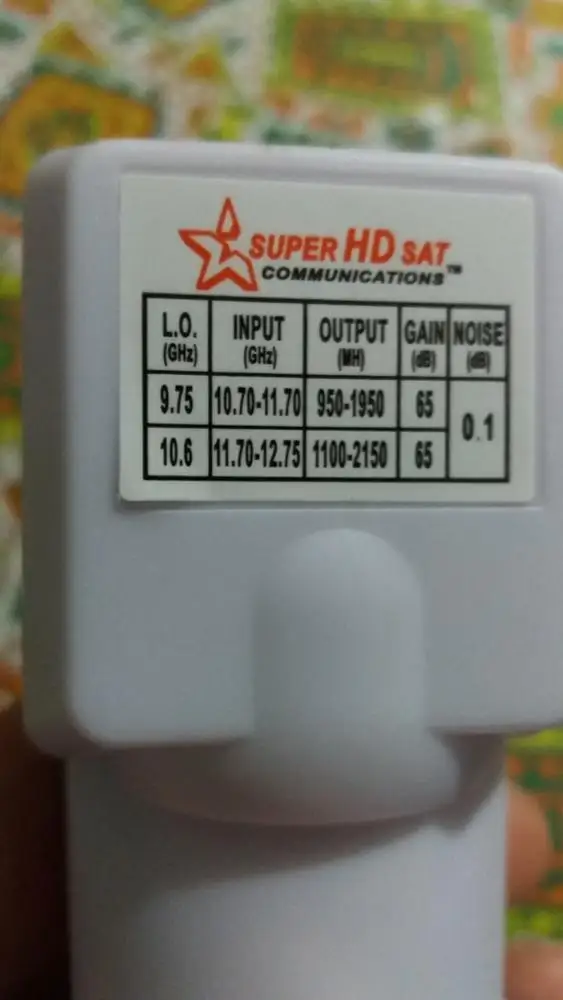 SUPER HD SAT
COMMUNICATIONS™
L.O. (GHz) INPUT (GHz) OUTPUT (MH) GAIN (dB) NOISE (dB)
9.75 10.70-11.70 950-1950 65 0.1
10.6 11.70-12.75 1100-2150 65